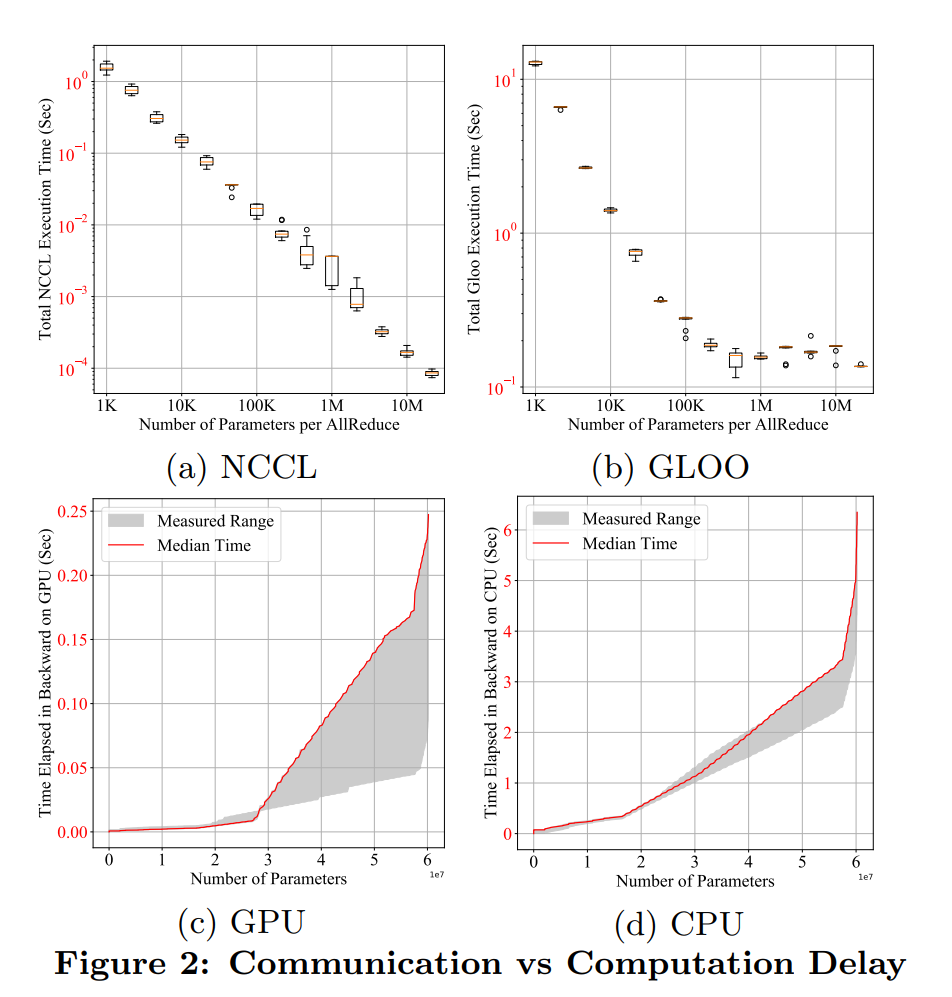 Total NCCL Execution Time (Sec)
10^0
10^-1
10^-2
10^-3
10^-4
1K 10K 100K 1M 10M
Number of Parameters per AllReduce
(a) NCCL
Total Gloo Execution Time (Sec)
10^1
10^0
10^-1
1K 10K 100K 1M 10M
Number of Parameters per AllReduce
(b) GLOO
Time Elapsed in Backward on GPU (Sec)
0.25
0.20
0.15
0.10
0.05
0.00
Measured Range
Median Time
0 2 3 4 5 6
1e7
Number of Parameters
(c) GPU
Time Elapsed in Backward on CPU (Sec)
6
5
4
3
2
1
0
Measured Range
Median Time
0 1 2 3 4 5 6
1e7
Number of Parameters
(d) CPU
Figure 2: Communication vs Computation Delay